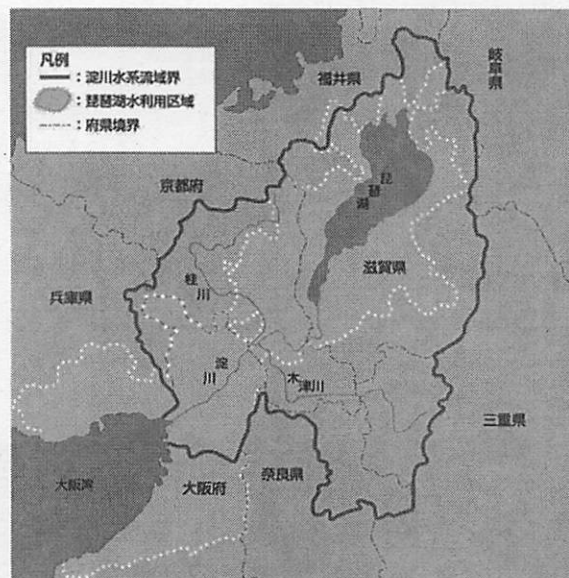 凡例
：淀川水系流域界
：琵琶湖水利用区域
：府県境界
福井県
岐阜県
京都府
琵琶湖
滋賀県
兵庫県
桂川
淀川
木津川
三重県
大阪湾
大阪府
奈良県